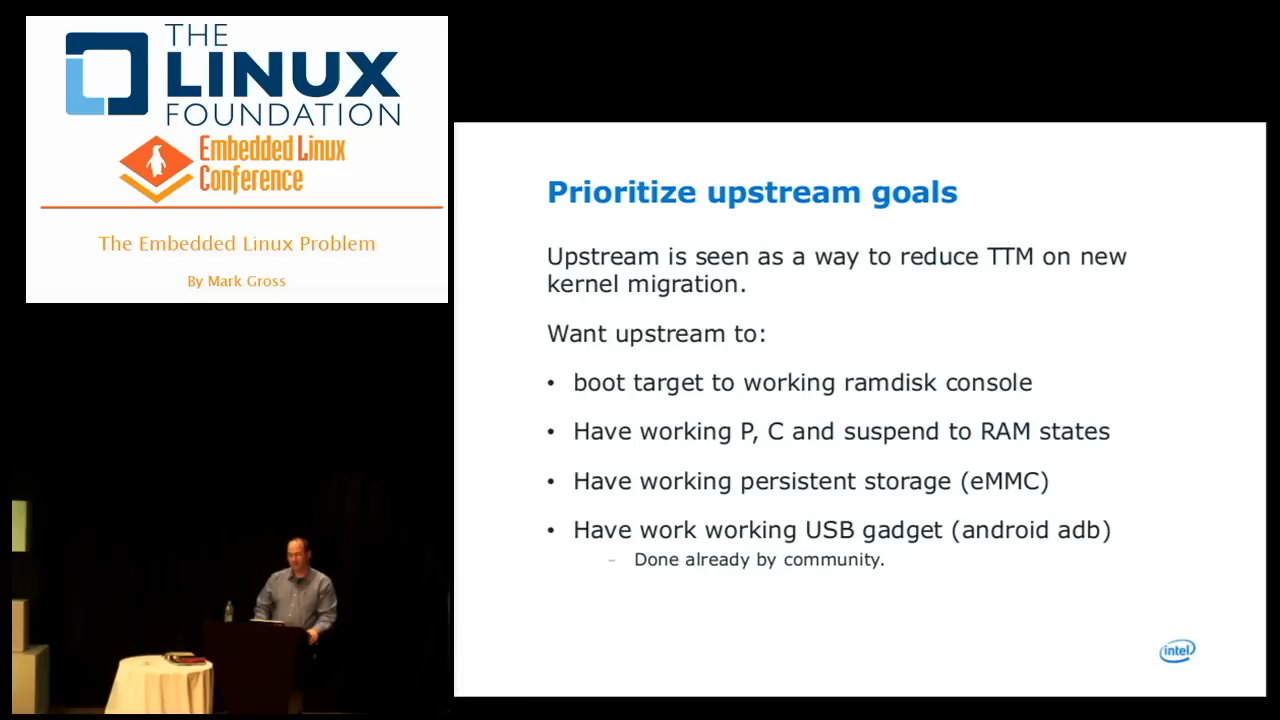 THE
LINUX
FOUNDATION
Embedded Linux
Conference
The Embedded Linux Problem
By Mark Gross
Prioritize upstream goals
Upstream is seen as a way to reduce TTM on new
kernel migration.
Want upstream to:
• boot target to working ramdisk console
• Have working P, C and suspend to RAM states
• Have working persistent storage (eMMC)
• Have work working USB gadget (android adb)
– Done already by community.
intel